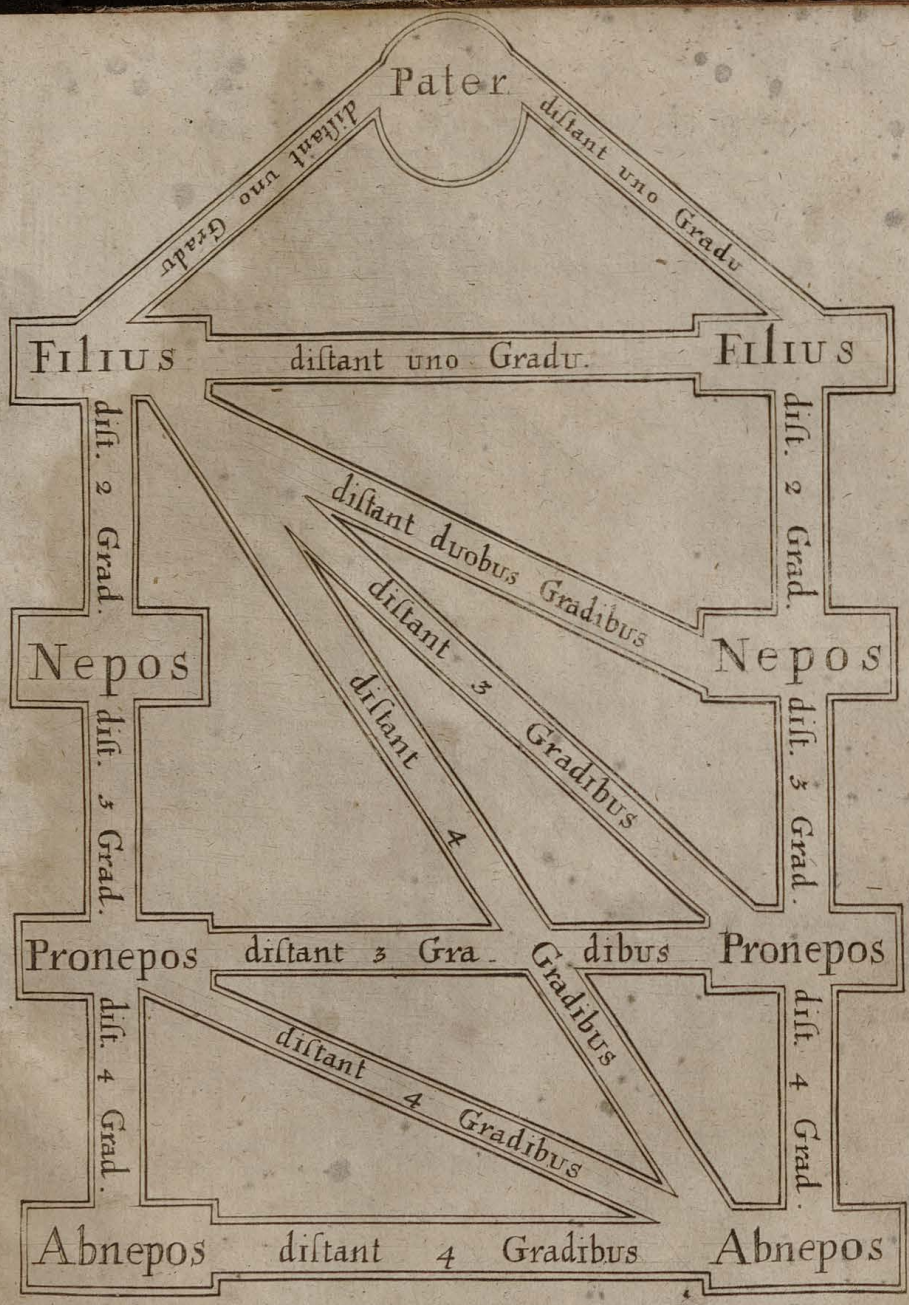 Pater
diſtant uno Gradu
diſtant uno Gradu
Filius
diſtant uno Gradu.
Filius
diſt. 2 Grad.
diſt. 2 Grad.
diſtant duobus Gradibus
diſtant 3 Gradibus
diſtant 4 Gradibus
Nepos
Nepos
diſt. 3 Grad.
diſt. 3 Grad.
Pronepos
diſtant 3 Gra- dibus
Pronepos
diſt. 4 Grad.
diſtant 4 Gradibus
diſt. 4 Grad.
Abnepos
diſtant 4 Gradibus
Abnepos